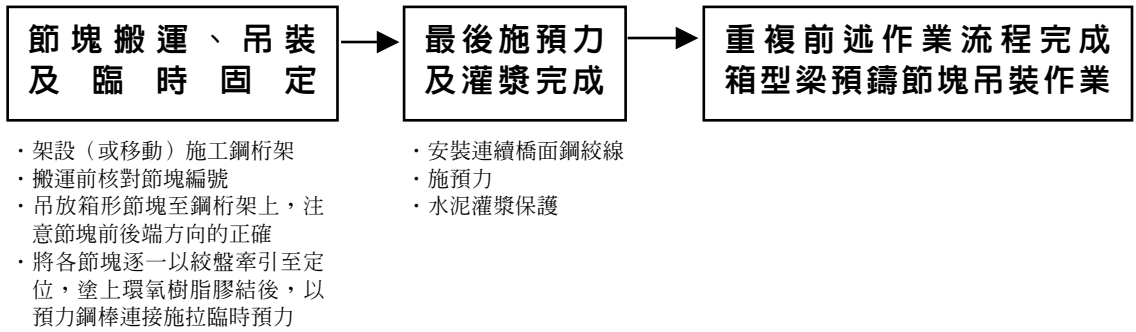 節塊搬運、吊裝
及臨時固定
最後施預力
及灌漿完成
重複前述作業流程完成
箱型梁預鑄節塊吊裝作業
・架設（或移動）施工鋼桁架
・搬運前核對節塊編號
・吊放箱形節塊至鋼桁架上，注
意節塊前後端方向的正確
・將各節塊逐一以絞盤牽引至定
位，塗上環氧樹脂膠結後，以
預力鋼棒連接施拉臨時預力
・安裝連續橋面鋼絞線
・施預力
・水泥灌漿保護